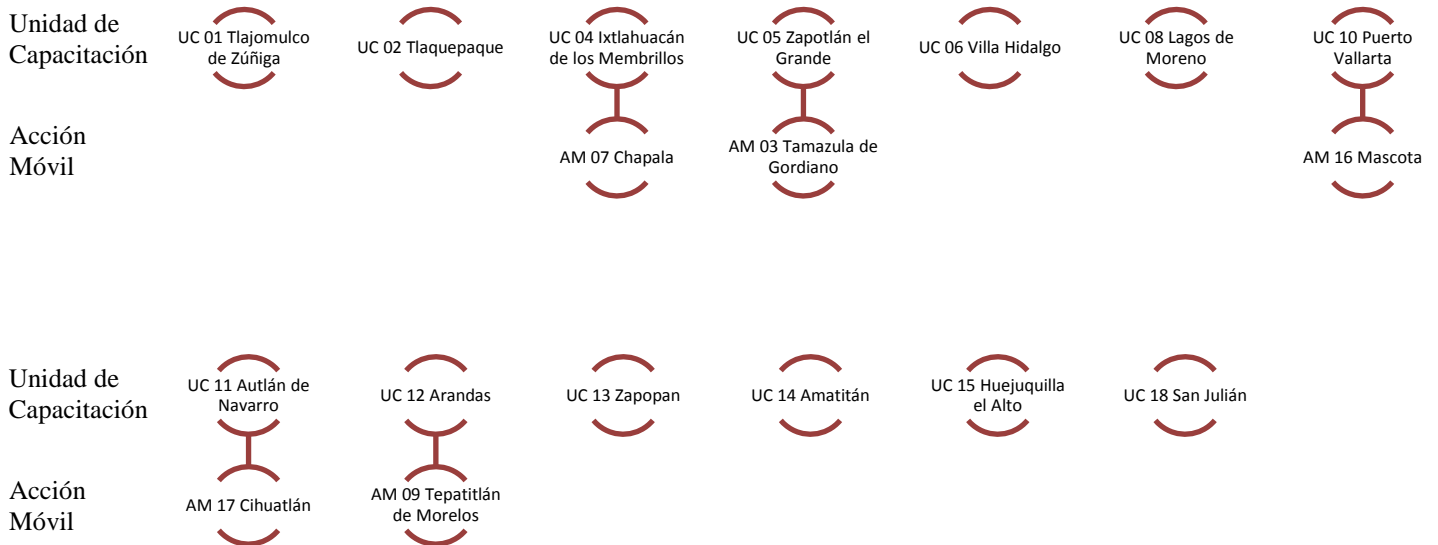 Unidad de
Capacitación
UC 01 Tlajomulco
de Zúñiga
UC 02 Tlaquepaque
UC 04 Ixtlahuacán
de los Membrillos
UC 05 Zapotlán el
Grande
UC 06 Villa Hidalgo
UC 08 Lagos de
Moreno
UC 10 Puerto
Vallarta
Acción
Móvil
AM 07 Chapala
AM 03 Tamazula de
Gordiano
AM 16 Mascota
Unidad de
Capacitación
UC 11 Autlán de
Navarro
UC 12 Arandas
UC 13 Zapopan
UC 14 Amatitán
UC 15 Huejuquilla
el Alto
UC 18 San Julián
Acción
Móvil
AM 17 Cihuatlán
AM 09 Tepatitlán
de Morelos